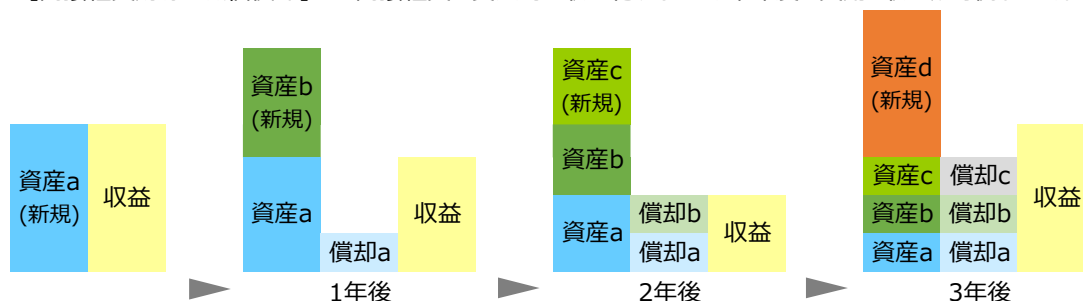 資産a
(新規)
収益
資産b
(新規)
資産a
償却a
収益
1年後
資産c
(新規)
資産b
資産a
償却b
償却a
収益
2年後
資産d
(新規)
資産c
資産b
資産a
償却c
償却b
償却a
収益
3年後